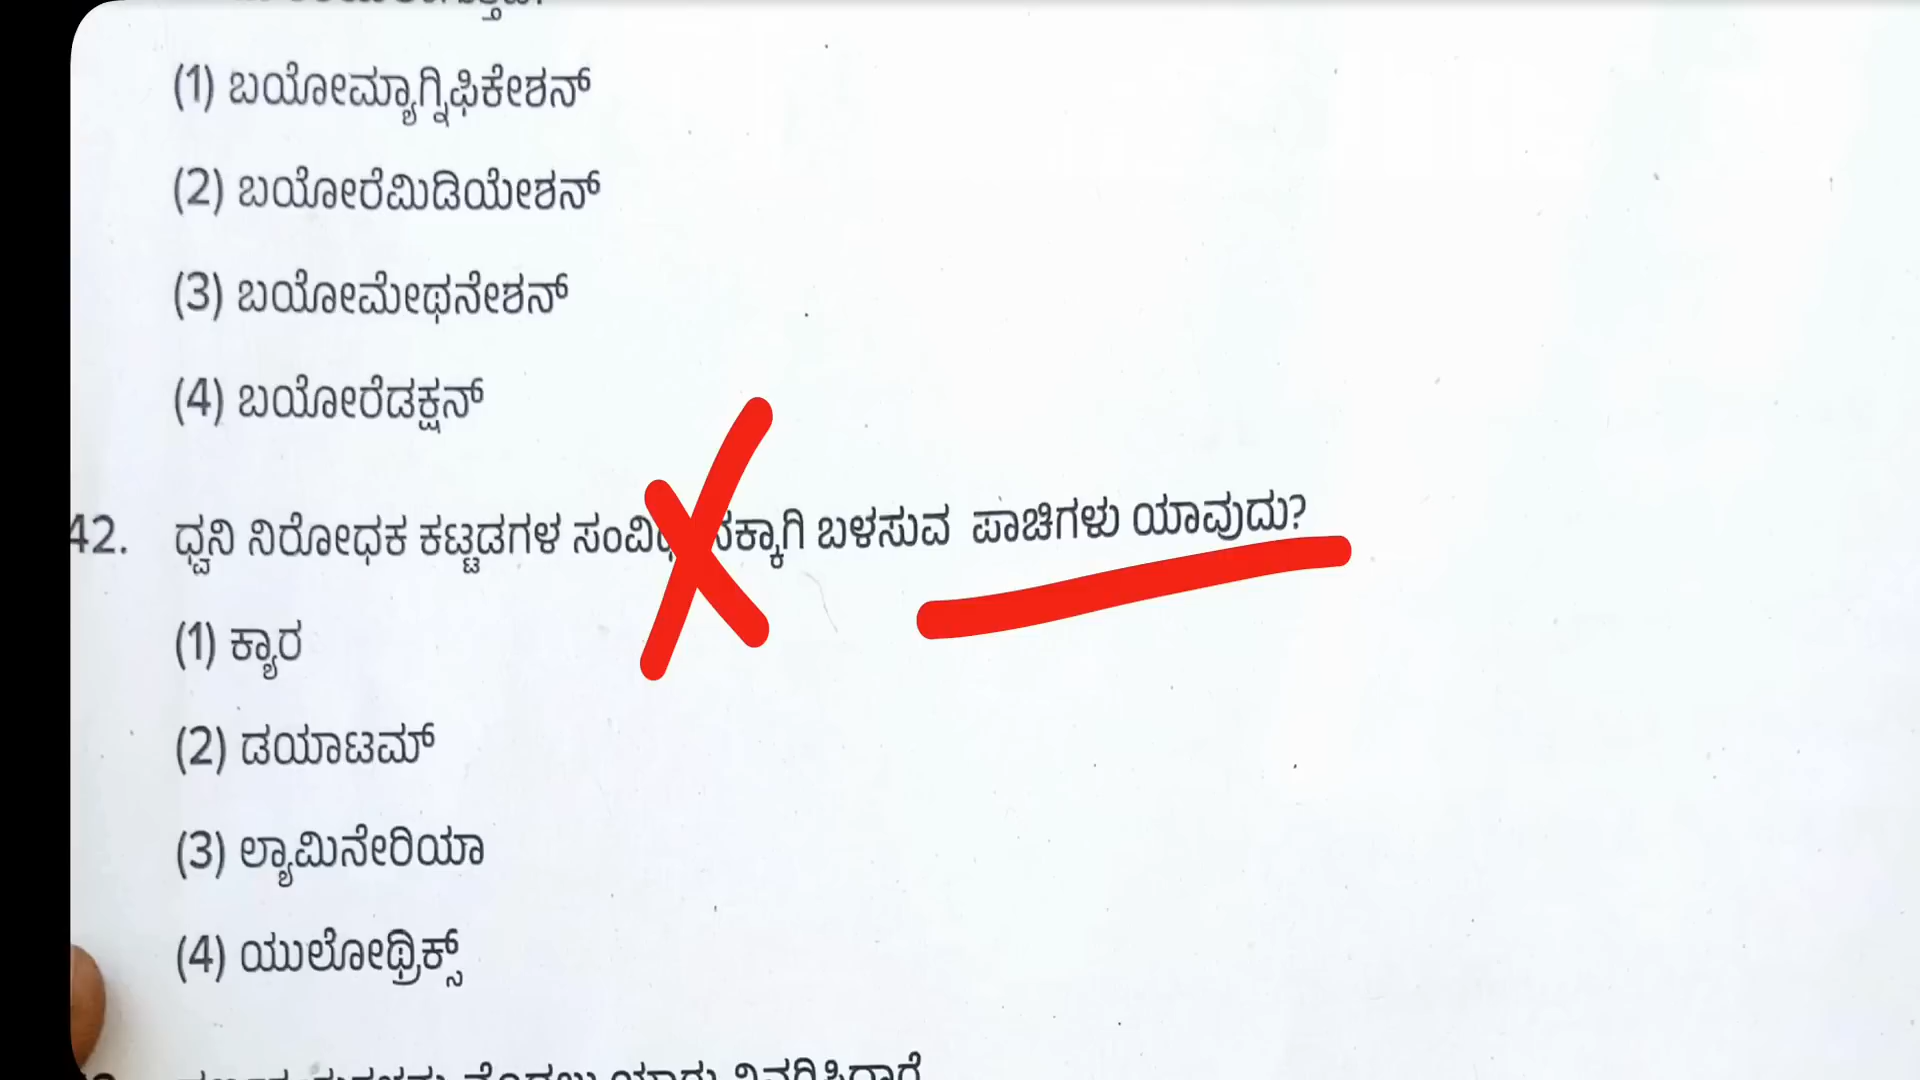 (1) ಬಯೋಮ್ಯಾಗ್ನಿಫಿಕೇಶನ್
(2) ಬಯೋರೆಮಿಡಿಯೇಶನ್
(3) ಬಯೋಮೇಥನೇಶನ್
(4) ಬಯೋರೆಡಕ್ಷನ್
42. ಧ್ವನಿ ನಿರೋಧಕ ಕಟ್ಟಡಗಳ ಬಳಸುವ ಪಾಚಿಗಳು ಯಾವುದು?
(1) ಕ್ಯಾರ
(2) ಡಯಾಟಮ್
(3) ಲ್ಯಾಮಿನೇರಿಯಾ
(4) ಯುಲೋಥ್ರಿಕ್ಸ್